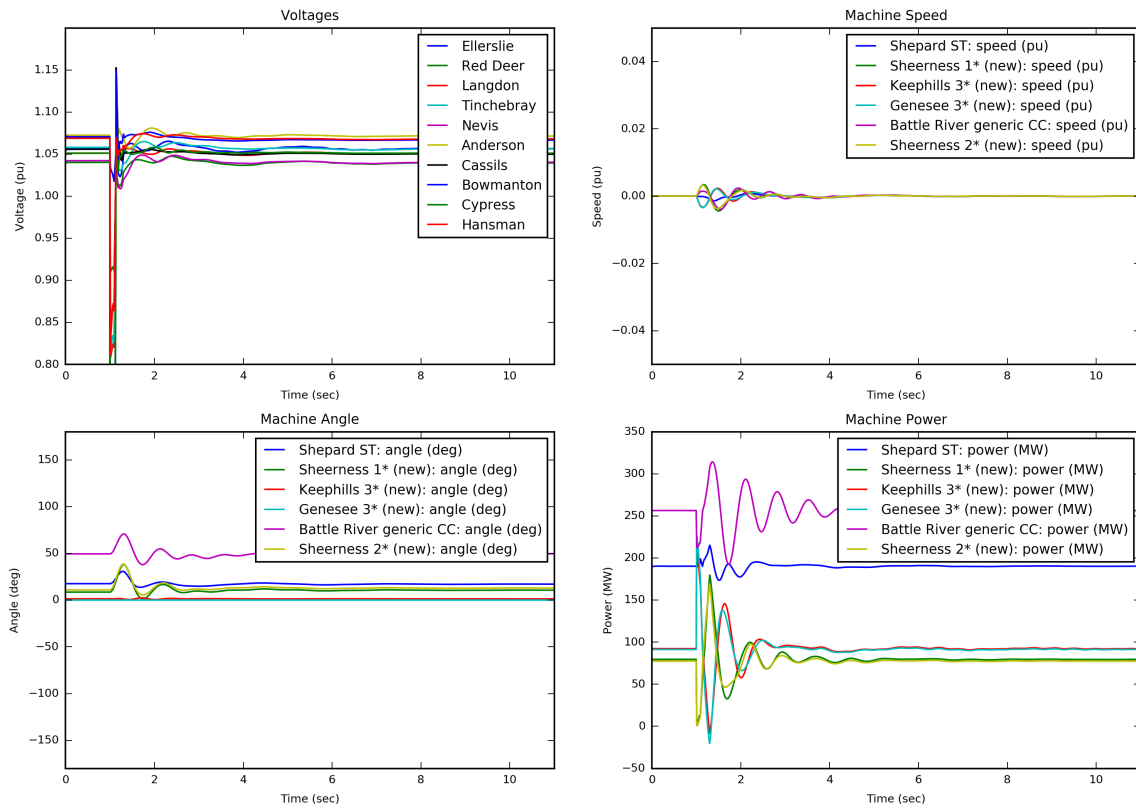 Voltages
1.15
1.10
1.05
1.00
0.95
0.90
0.85
0.80
Voltage (pu)
0 2 4 6 8 10
Time (sec)
Ellerslie
Red Deer
Langdon
Tinchebray
Nevis
Anderson
Cassils
Bowmanton
Cypress
Hansman
Machine Speed
0.04
0.02
0.00
−0.02
−0.04
Speed (pu)
0 2 4 6 8 10
Time (sec)
Shepard ST: speed (pu)
Sheerness 1* (new): speed (pu)
Keephills 3* (new): speed (pu)
Genesee 3* (new): speed (pu)
Battle River generic CC: speed (pu)
Sheerness 2* (new): speed (pu)
Machine Angle
150
100
50
0
−50
−100
−150
Angle (deg)
0 2 4 6 8 10
Time (sec)
Shepard ST: angle (deg)
Sheerness 1* (new): angle (deg)
Keephills 3* (new): angle (deg)
Genesee 3* (new): angle (deg)
Battle River generic CC: angle (deg)
Sheerness 2* (new): angle (deg)
Machine Power
350
300
250
200
150
100
50
0
−50
Power (MW)
0 2 4 6 8 10
Time (sec)
Shepard ST: power (MW)
Sheerness 1* (new): power (MW)
Keephills 3* (new): power (MW)
Genesee 3* (new): power (MW)
Battle River generic CC: power (MW)
Sheerness 2* (new): power (MW)